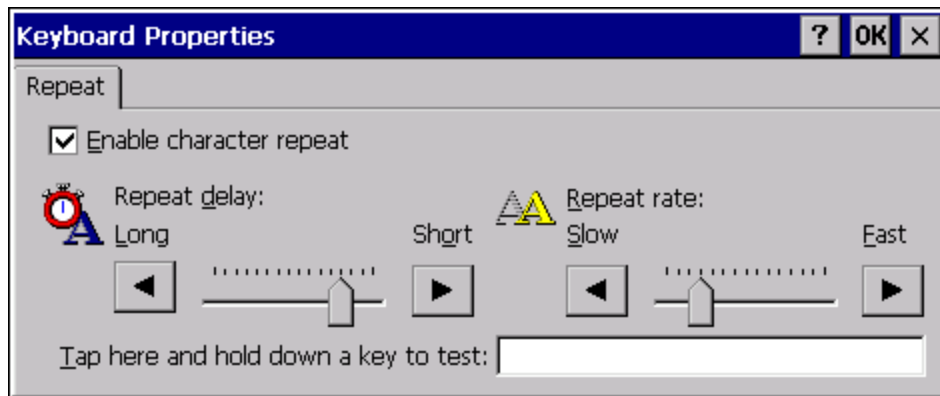 Keyboard Properties ? OK ×
Repeat
Enable character repeat
Repeat delay:
Long Short
Repeat rate:
Slow Fast
Tap here and hold down a key to test: